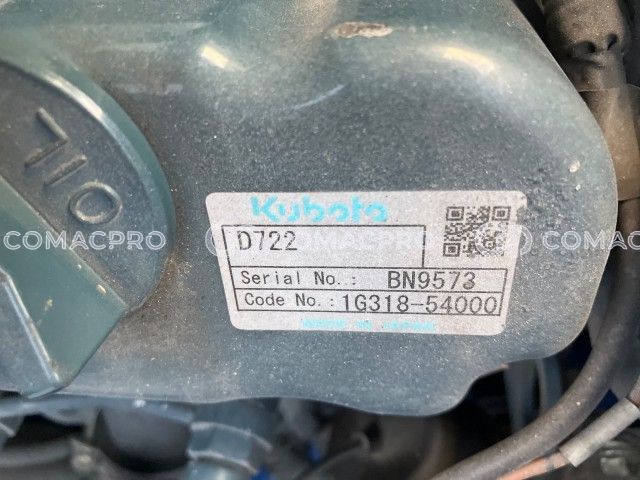 OIL
Kubota
D722
Serial No.: BN9573
Code No.: 1G318-54000
MADE IN JAPAN
COMACPRO COMACPRO COMACPRO